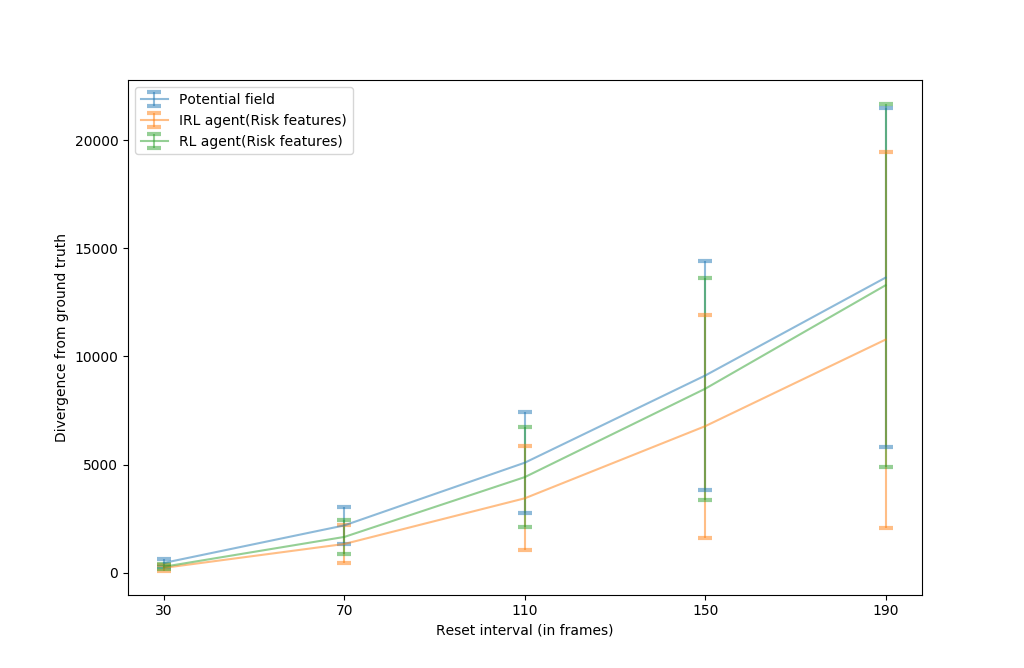 Potential field
IRL agent(Risk features)
RL agent(Risk features)
20000
15000
10000
5000
0
Divergence from ground truth
30 70 110 150 190
Reset interval (in frames)